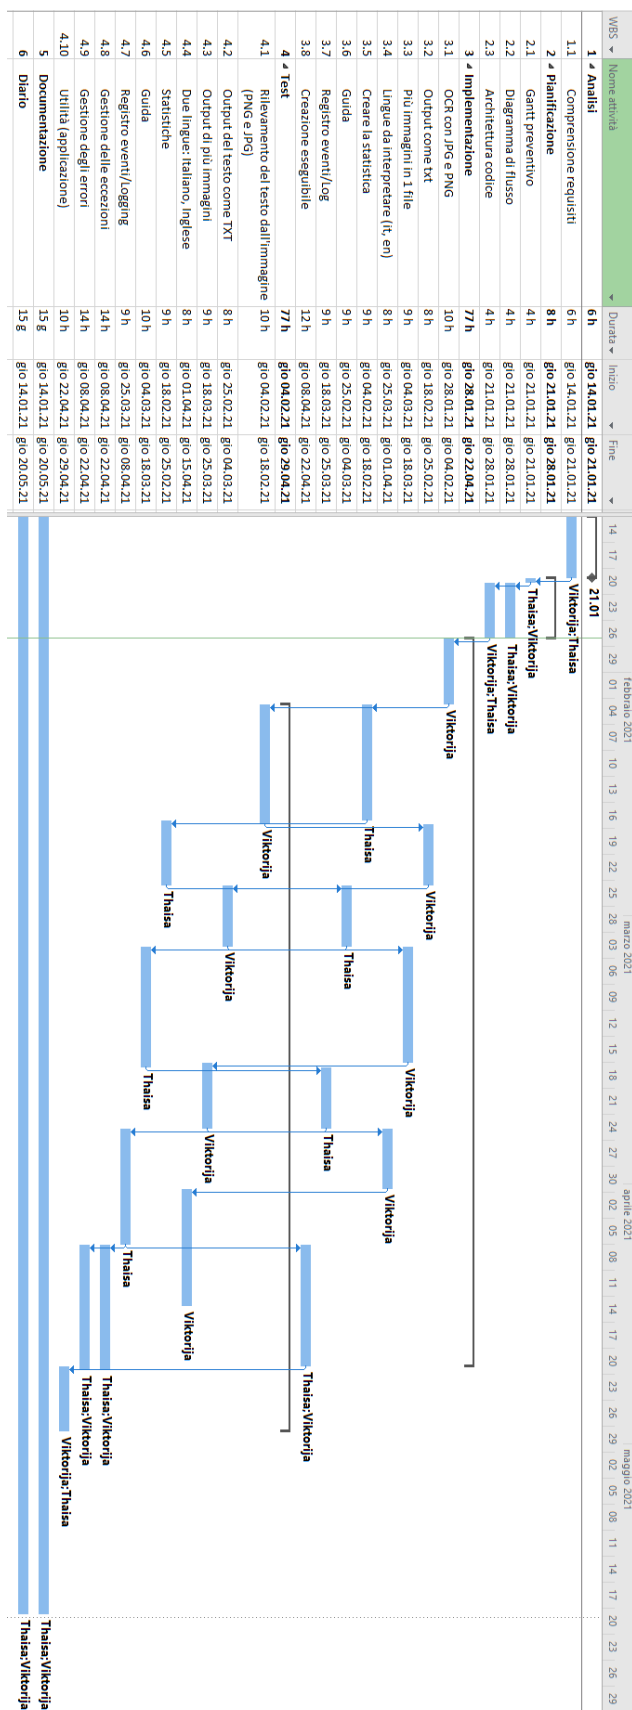 WBS Nome attività Durata Inizio Fine
febbraio 2021 marzo 2021 aprile 2021 maggio 2021
14 17 20 23 26 29 01 04 07 10 13 16 19 22 25 28 03 06 09 12 15 18 21 24 27 30 02 05 08 11 14 17 20 23 26 29 02 05 08 11 14 17 20 23 26 29
1 Analisi 6 h gio 14.01.21 gio 21.01.21 21.01
1.1 Comprensione requisiti 6 h gio 14.01.21 gio 21.01.21 Viktorija;Thaisa
2 Pianificazione 8 h gio 21.01.21 gio 28.01.21
2.1 Gantt preventivo 4 h gio 21.01.21 gio 21.01.21 Thaisa;Viktorija
2.2 Diagramma di flusso 4 h gio 21.01.21 gio 28.01.21 Thaisa;Viktorija
2.3 Architettura codice 4 h gio 21.01.21 gio 28.01.21 Viktorija;Thaisa
3 Implementazione 77 h gio 28.01.21 gio 22.04.21
3.1 OCR con JPG e PNG 10 h gio 28.01.21 gio 04.02.21 Viktorija
3.2 Output come txt 8 h gio 18.02.21 gio 25.02.21 Viktorija
3.3 Più immagini in 1 file 9 h gio 04.03.21 gio 18.03.21 Viktorija
3.4 Lingue da interpretare (it, en) 8 h gio 25.03.21 gio 01.04.21 Viktorija
3.5 Creare la statistica 9 h gio 04.02.21 gio 18.02.21 Thaisa
3.6 Guida 9 h gio 25.02.21 gio 04.03.21 Thaisa
3.7 Registro eventi/Log 9 h gio 18.03.21 gio 25.03.21 Thaisa
3.8 Creazione eseguibile 12 h gio 08.04.21 gio 22.04.21 Thaisa;Viktorija
4 Test 77 h gio 04.02.21 gio 29.04.21
4.1 Rilevamento del testo dall'immagine 10 h gio 04.02.21 gio 18.02.21 Viktorija
(PNG e JPG)
4.2 Output del testo come TXT 8 h gio 25.02.21 gio 04.03.21 Viktorija
4.3 Output di più immagini 9 h gio 18.03.21 gio 25.03.21 Viktorija
4.4 Due lingue: Italiano, Inglese 8 h gio 01.04.21 gio 15.04.21 Viktorija
4.5 Statistiche 9 h gio 18.02.21 gio 25.02.21 Thaisa
4.6 Guida 10 h gio 04.03.21 gio 18.03.21 Thaisa
4.7 Registro eventi/Logging 9 h gio 25.03.21 gio 08.04.21 Thaisa
4.8 Gestione delle eccezioni 14 h gio 08.04.21 gio 22.04.21 Thaisa;Viktorija
4.9 Gestione degli errori 14 h gio 08.04.21 gio 22.04.21 Thaisa;Viktorija
4.10 Utilità (applicazione) 10 h gio 22.04.21 gio 29.04.21 Viktorija;Thaisa
5 Documentazione 15 g gio 14.01.21 gio 20.05.21 Thaisa;Viktorija
6 Diario 15 g gio 14.01.21 gio 20.05.21 Thaisa;Viktorija